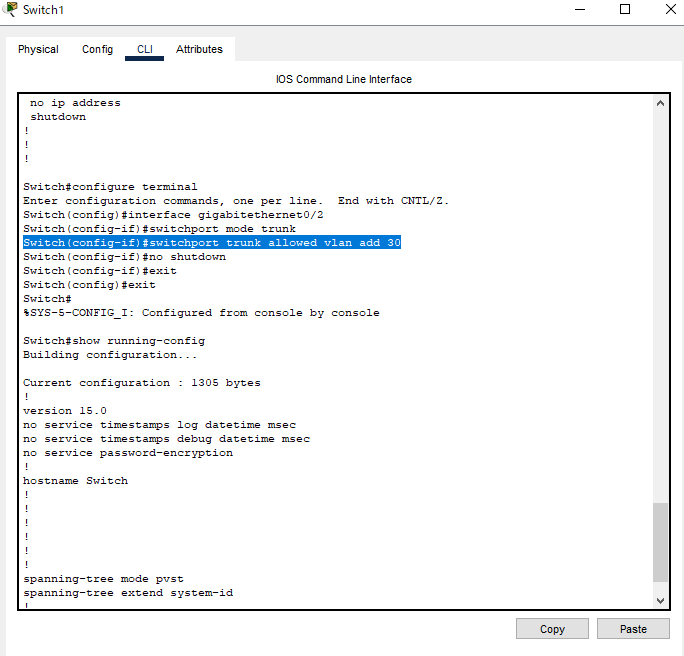 Switch1
Physical Config CLI Attributes
IOS Command Line Interface
no ip address
shutdown
!
!
!
Switch#configure terminal
Enter configuration commands, one per line. End with CNTL/Z.
Switch(config)#interface gigabitethernet0/2
Switch(config-if)#switchport mode trunk
Switch(config-if)#switchport trunk allowed vlan add 30
Switch(config-if)#no shutdown
Switch(config-if)#exit
Switch(config)#exit
Switch#
%SYS-5-CONFIG_I: Configured from console by console
Switch#show running-config
Building configuration...
Current configuration : 1305 bytes
!
version 15.0
no service timestamps log datetime msec
no service timestamps debug datetime msec
no service password-encryption
!
hostname Switch
!
!
!
!
!
!
spanning-tree mode pvst
spanning-tree extend system-id
!
Copy Paste